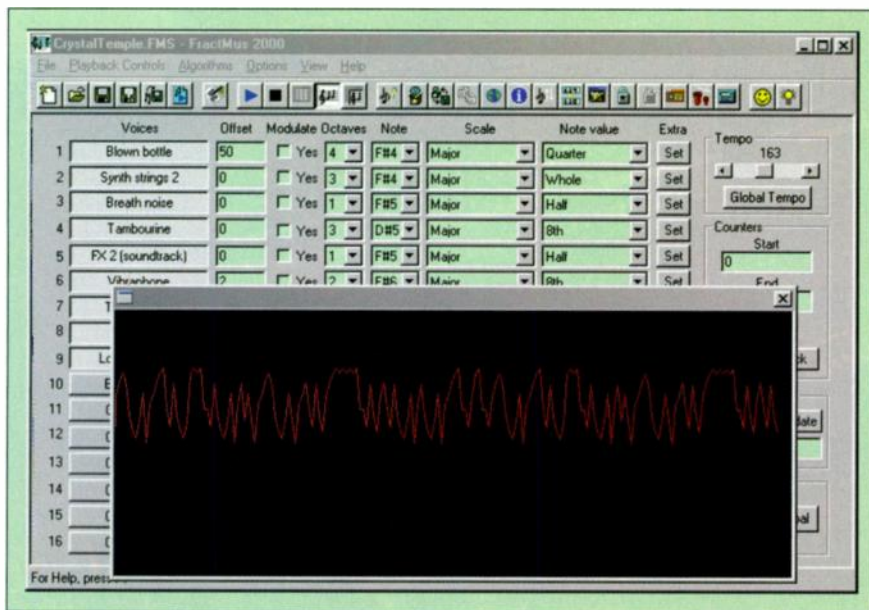 CrystalTemple.FMS - FractMus 2000
File Playback Controls Algorithms Options View Help
Voices Offset Modulate Octaves Note Scale Note value Extra
1 Blown bottle 50 Yes 4 F#4 Major Quarter Set
2 Synth strings 2 0 Yes 3 F#4 Major Whole Set
3 Breath noise 0 Yes 1 F#5 Major Half Set
4 Tambourine 0 Yes 3 D#5 Major 8th Set
5 FX 2 (soundtrack) 0 Yes 1 F#5 Major Half Set
6 Vibraphone 2 Yes 2 F#6 Major 8th Set
7
8
9
10
11
12
13
14
15
16
Tempo
163
Global Tempo
Counters
Start
0
End
For Help,